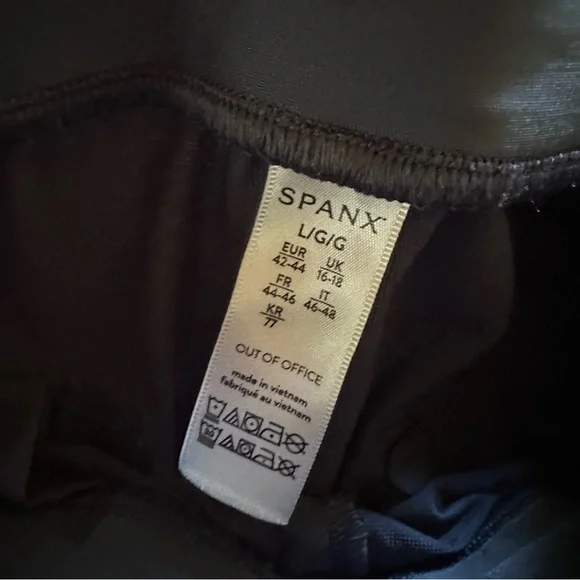 SPANX
L/G/G
EUR UK
42-44 16-18
FR IT
44-46 46-48
KR
77
OUT OF OFFICE
made in vietnam
fabriqué au vietnam